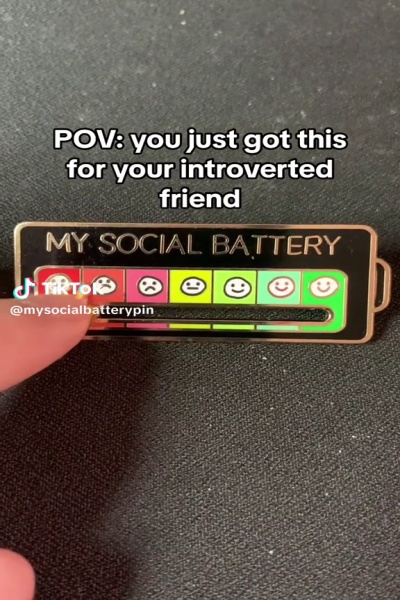 POV: you just got this
for your introverted
friend
MY SOCIAL BATTERY
TikTok
@mysocialbatterypin